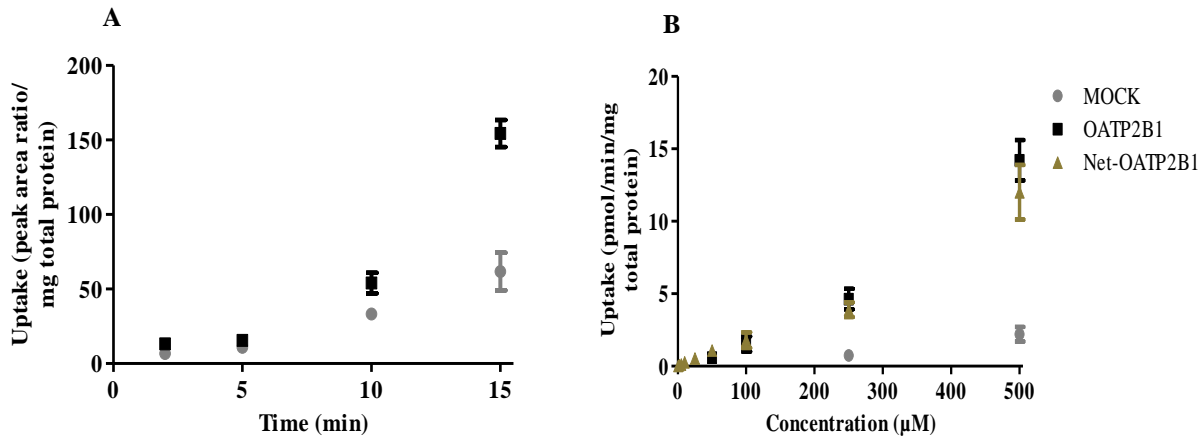 A
Uptake (peak area ratio/
mg total protein)
200
150
100
50
0
0
5
10
15
Time (min)
B
Uptake (pmol/min/mg
total protein)
20
15
10
5
0
0
100
200
300
400
500
Concentration (µM)
MOCK
OATP2B1
Net-OATP2B1